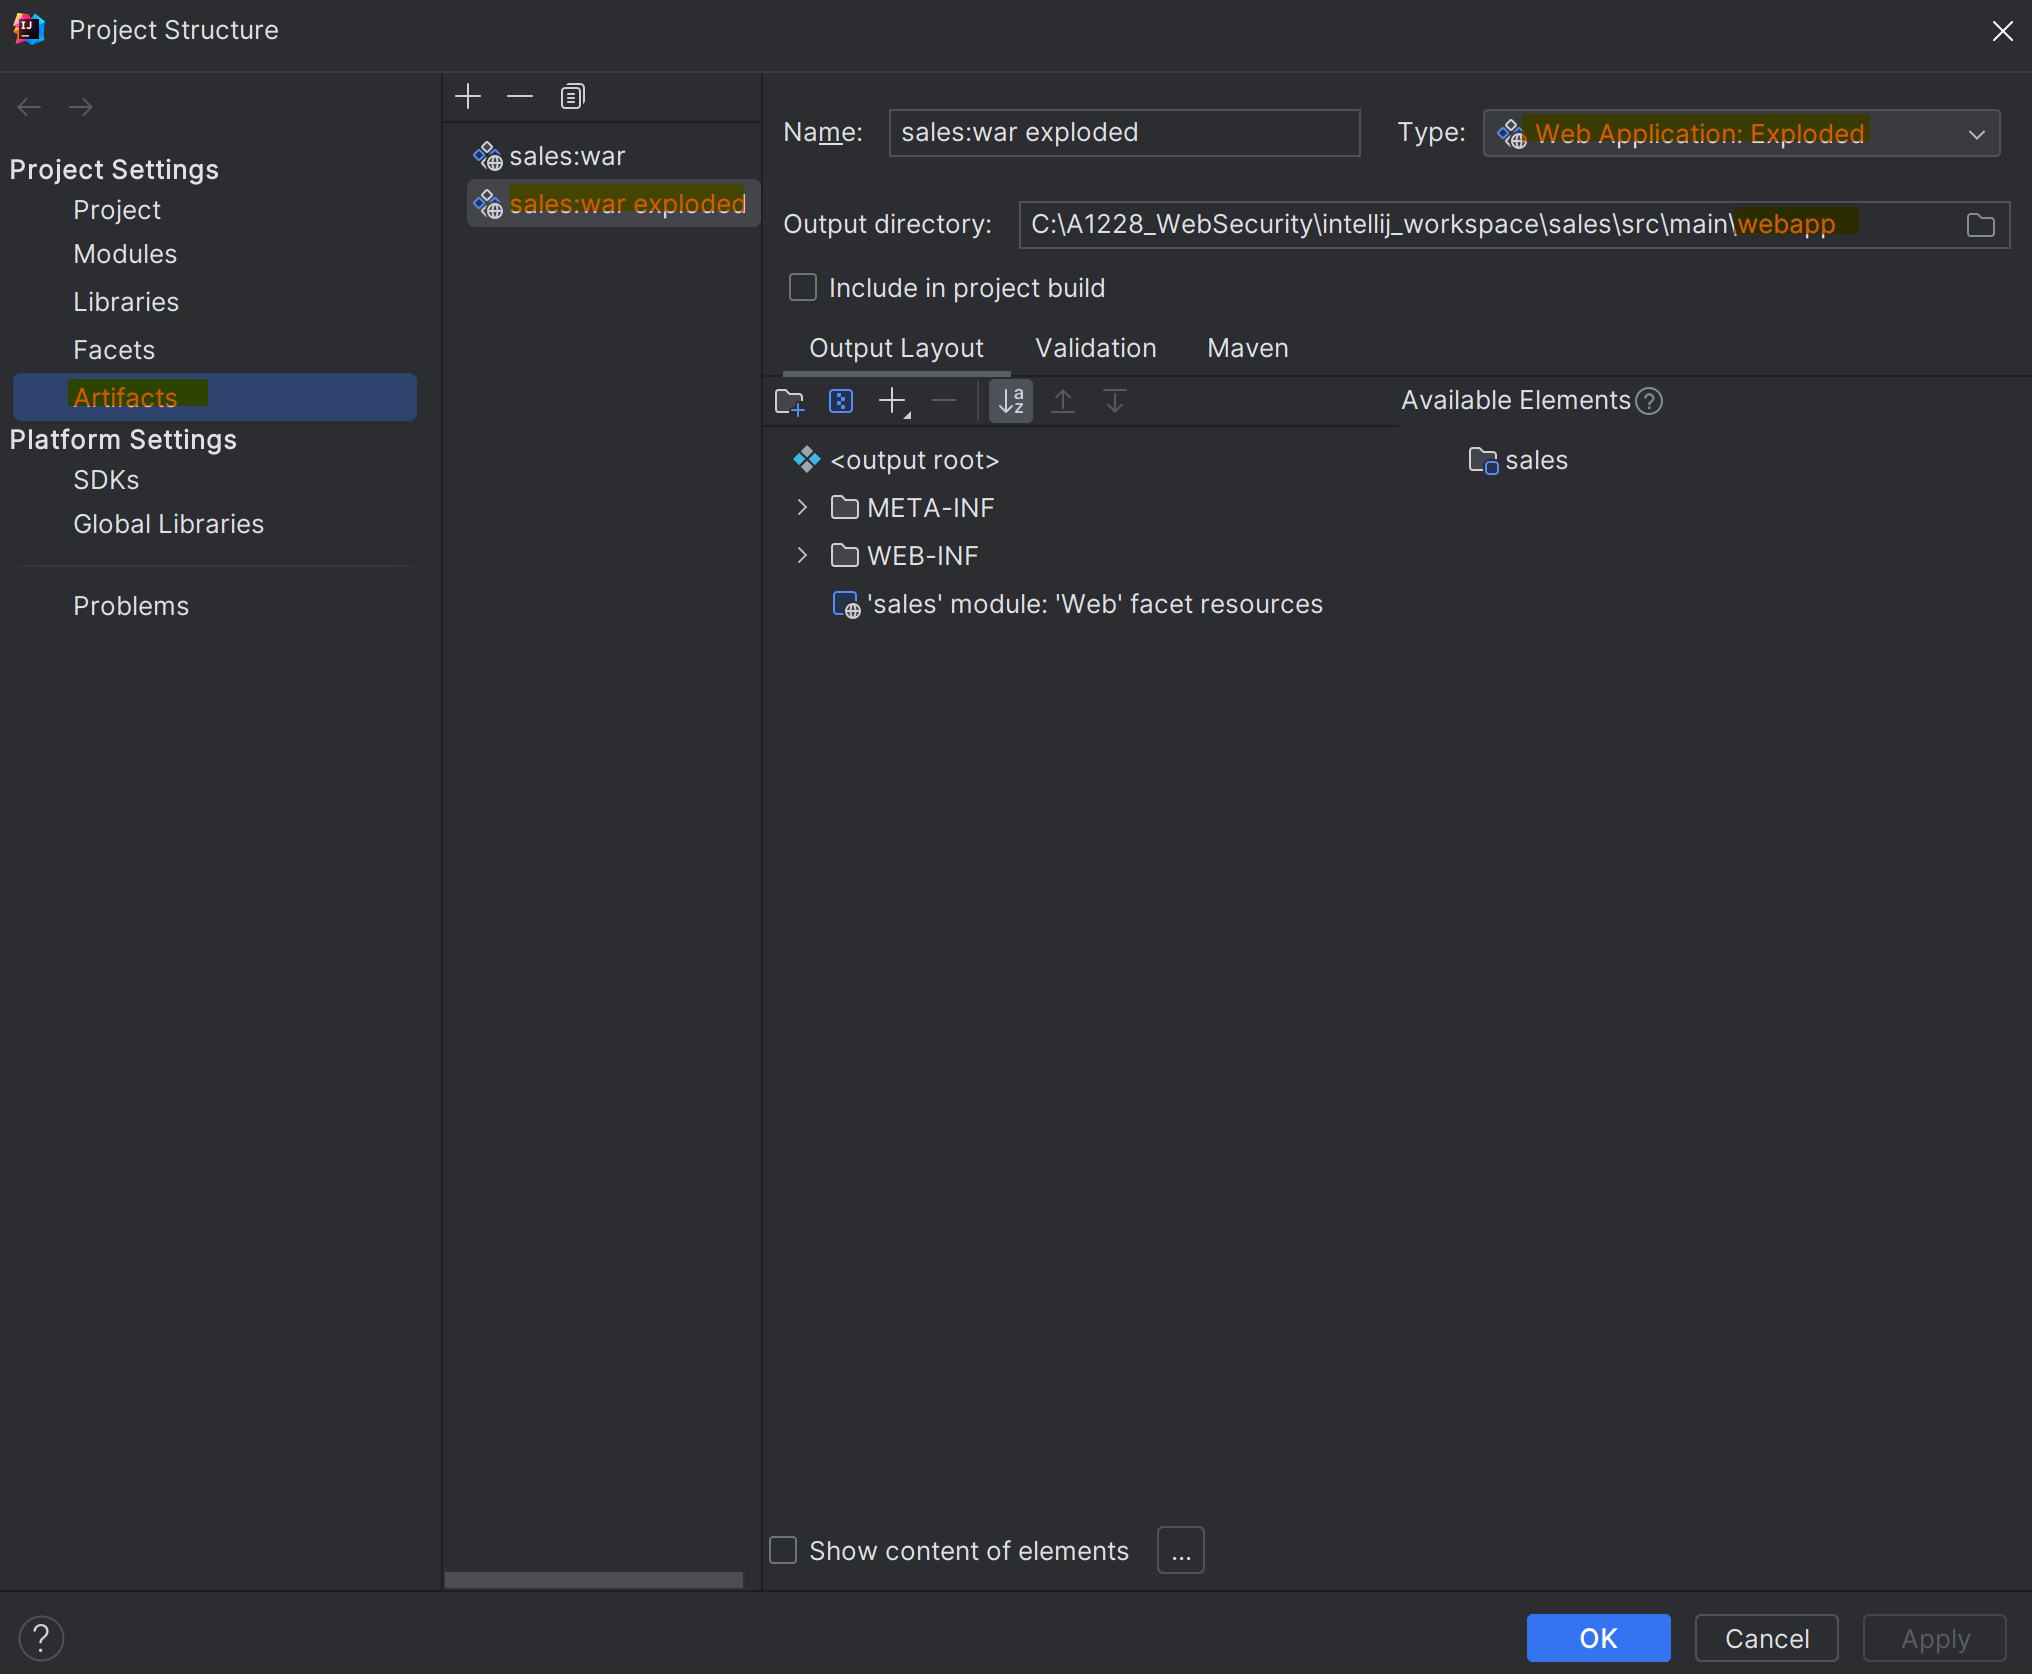 Project Structure
Project Settings
Project
Modules
Libraries
Facets
Artifacts
Platform Settings
SDKs
Global Libraries
Problems
sales:war
sales:war exploded
Name: sales:war exploded Type: Web Application: Exploded
Output directory: C:\A1228_WebSecurity\intellij_workspace\sales\src\main\webapp
Include in project build
Output Layout Validation Maven
Available Elements
<output root>
META-INF
WEB-INF
'sales' module: 'Web' facet resources
sales
Show content of elements ...
? OK Cancel Apply